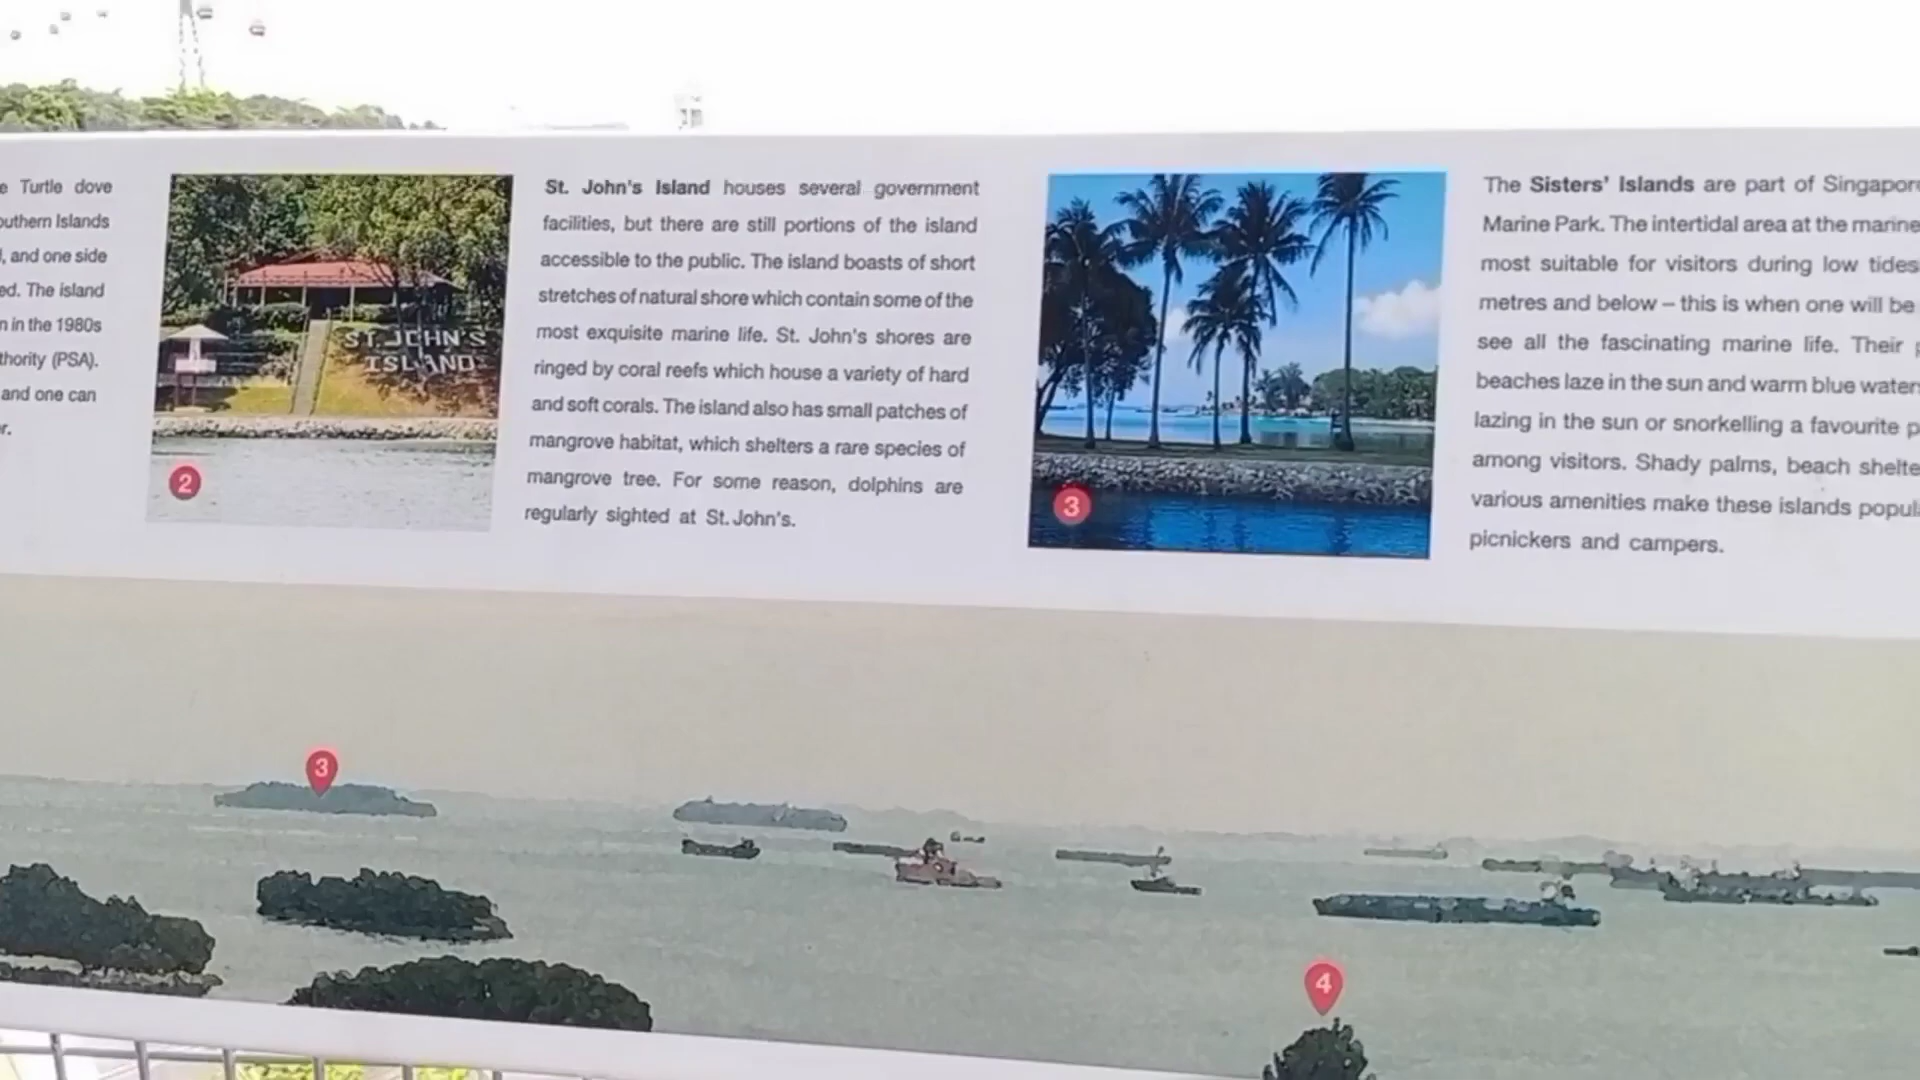 Turtle dove
Southern Islands
, and one side
ed. The island
n in the 1980s
thority (PSA).
and one can
r.
ST. JOHN'S
ISLAND
2
St. John's Island houses several government
facilities, but there are still portions of the island
accessible to the public. The island boasts of short
stretches of natural shore which contain some of the
most exquisite marine life. St. John's shores are
ringed by coral reefs which house a variety of hard
and soft corals. The island also has small patches of
mangrove habitat, which shelters a rare species of
mangrove tree. For some reason, dolphins are
regularly sighted at St. John's.
3
The Sisters' Islands are part of Singapore
Marine Park. The intertidal area at the marine
most suitable for visitors during low tides
metres and below – this is when one will be
see all the fascinating marine life. Their
beaches laze in the sun and warm blue waters
lazing in the sun or snorkelling a favourite
among visitors. Shady palms, beach shelte
various amenities make these islands popul
picnickers and campers.
3
4